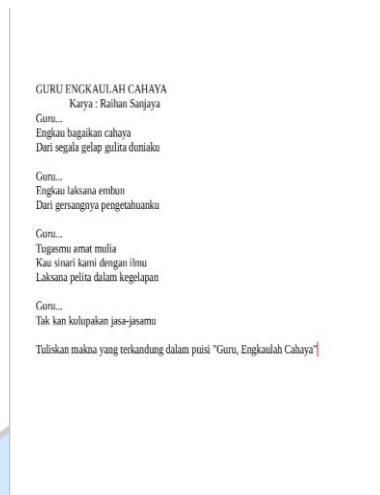 GURU ENGKAULAH CAHAYA
Karya : Raihan Sanjaya
Guru...
Engkau bagaikan cahaya
Dari segala gelap gulita duniaku
Guru...
Engkau laksana embun
Dari gersangnya pengetahuanku
Guru...
Tugasmu amat mulia
Kau sinari kami dengan ilmu
Laksana pelita dalam kegelapan
Guru...
Tak kan kulupakan jasa-jasamu
Tuliskan makna yang terkandung dalam puisi "Guru, Engkaulah Cahaya"